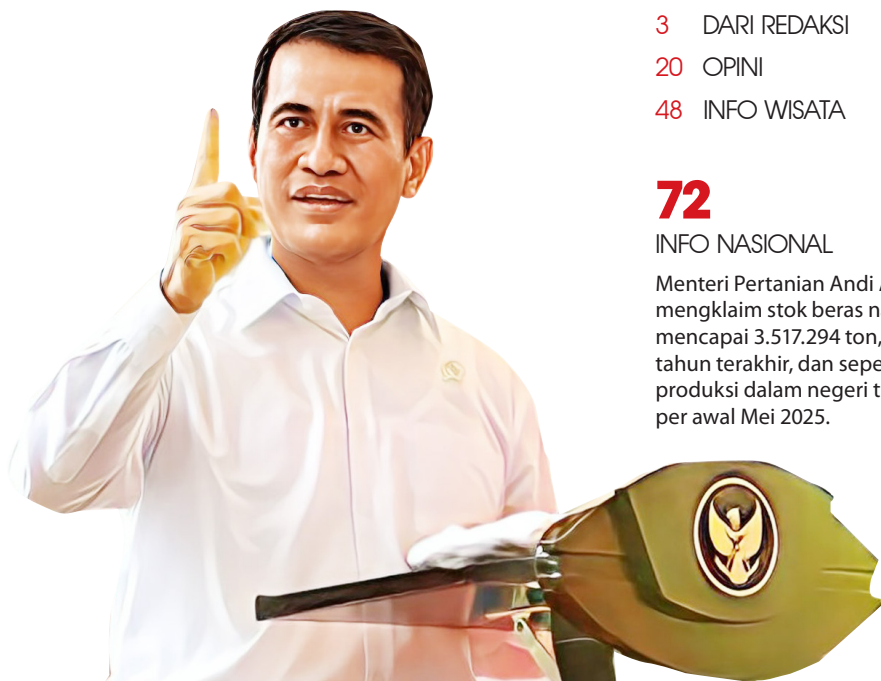 3 DARI REDAKSI
20 OPINI
48 INFO WISATA
72
INFO NASIONAL
Menteri Pertanian Andi
mengklaim stok beras
mencapai 3.517.294 ton,
tahun terakhir, dan
produksi dalam negeri
per awal Mei 2025.